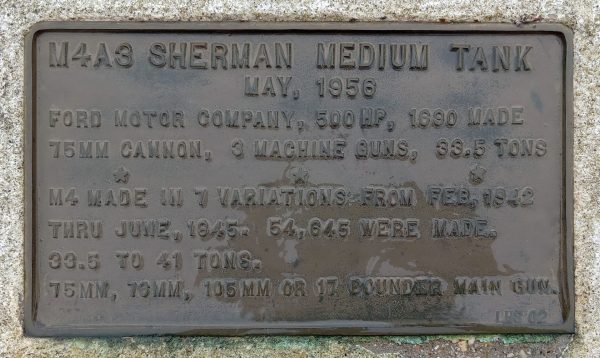 M4A3 SHERMAN MEDIUM TANK
MAY, 1956
FORD MOTOR COMPANY, 500 HP, 1690 MADE
75MM CANNON, 3 MACHINE GUNS, 33.5 TONS
M4 MADE IN 7 VARIATIONS FROM FEB, 1942
THRU JUNE, 1945. 54,645 WERE MADE.
33.5 TO 41 TONS.
75MM, 76MM, 105MM OR 17 POUNDER MAIN GUN.
LHS 02